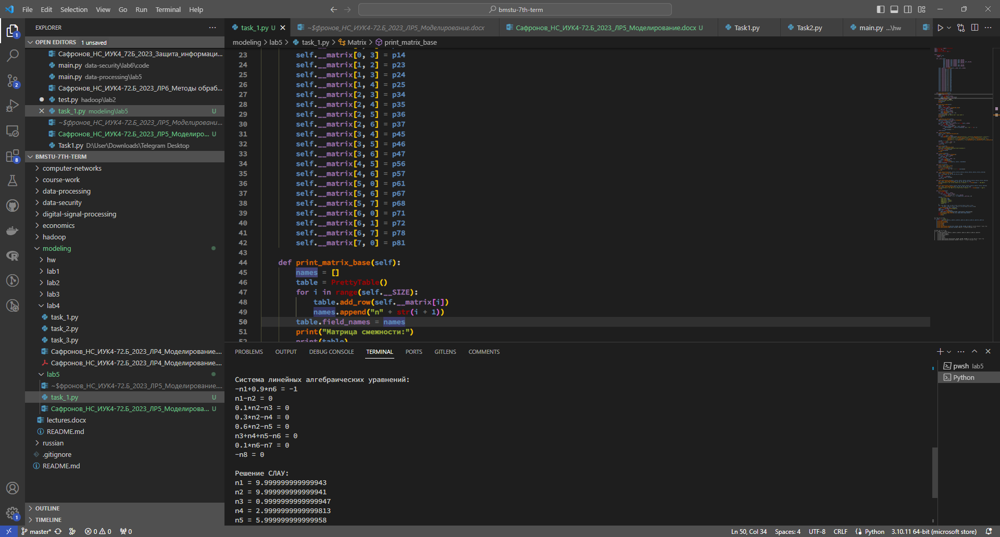 File Edit Selection View Go Run Terminal Help
bmstu-7th-term
EXPLORER
OPEN EDITORS 1 unsaved
Сафронов_НС_ИУК4_72Б_2023_Защита_информаци...
main.py data-security\lab6\code
main.py data-processing\lab5
Сафронов_НС_ИУК4-72.Б_2023_ЛР6_Методы обраб...
test.py hadoop\lab2
task_1.py modeling\lab5 U
~$фронов_НС_ИУК4-72.Б_2023_ЛР5_Моделировани...
Сафронов_НС_ИУК4-72.Б_2023_ЛР5_Моделиро... U
Task1.py D:\User\Downloads\Telegram Desktop
BMSTU-7TH-TERM
computer-networks
course-work
data-processing
data-security
digital-signal-processing
economics
hadoop
modeling
hw
lab1
lab2
lab3
lab4
task_1.py
task_2.py
task_3.py
Сафронов_НС_ИУК4-72.Б_2023_ЛР4_Моделирование....
Сафронов_НС_ИУК4-72.Б_2023_ЛР4_Моделирование....
lab5
~$фронов_НС_ИУК4-72.Б_2023_ЛР5_Моделирование....
task_1.py U
Сафронов_НС_ИУК4-72.Б_2023_ЛР5_Моделирова... U
lectures.docx
README.md
russian
.gitignore
README.md
OUTLINE
TIMELINE
1
2
8
1
task_1.py U ~$фронов_НС_ИУК4-72.Б_2023_ЛР5_Моделирование.docx Сафронов_НС_ИУК4-72.Б_2023_ЛР5_Моделирование.docx U Task1.py Task2.py main.py ...\hw
modeling > lab5 > task_1.py > Matrix > print_matrix_base
23 self.__matrix[0, 3] = p14
24 self.__matrix[1, 2] = p23
25 self.__matrix[1, 3] = p24
26 self.__matrix[1, 4] = p25
27 self.__matrix[2, 3] = p34
28 self.__matrix[2, 4] = p35
29 self.__matrix[2, 5] = p36
30 self.__matrix[2, 6] = p37
31 self.__matrix[3, 4] = p45
32 self.__matrix[3, 5] = p46
33 self.__matrix[3, 6] = p47
34 self.__matrix[4, 5] = p56
35 self.__matrix[4, 6] = p57
36 self.__matrix[5, 0] = p61
37 self.__matrix[5, 6] = p67
38 self.__matrix[5, 7] = p68
39 self.__matrix[6, 0] = p71
40 self.__matrix[6, 1] = p72
41 self.__matrix[6, 7] = p78
42 self.__matrix[7, 0] = p81
43
44 def print_matrix_base(self):
45 names = []
46 table = PrettyTable()
47 for i in range(self.__SIZE):
48 table.add_row(self.__matrix[i])
49 names.append("n" + str(i + 1))
50 table.field_names = names
51 print("Матрица смежности:")
52 print(table)
PROBLEMS OUTPUT DEBUG CONSOLE TERMINAL PORTS GITLENS COMMENTS
pwsh lab5
Python
Система линейных алгебраических уравнений:
-n1+0.9*n6 = -1
n1-n2 = 0
0.1*n2-n3 = 0
0.3*n2-n4 = 0
0.6*n2-n5 = 0
n3+n4+n5-n6 = 0
0.1*n6-n7 = 0
-n8 = 0
Решение СЛАУ:
n1 = 9.999999999999943
n2 = 9.999999999999941
n3 = 0.9999999999999947
n4 = 2.9999999999999813
n5 = 5.999999999999958
master* 0 0 0
Ln 50, Col 34 Spaces: 4 UTF-8 CRLF Python 3.10.11 64-bit (microsoft store)